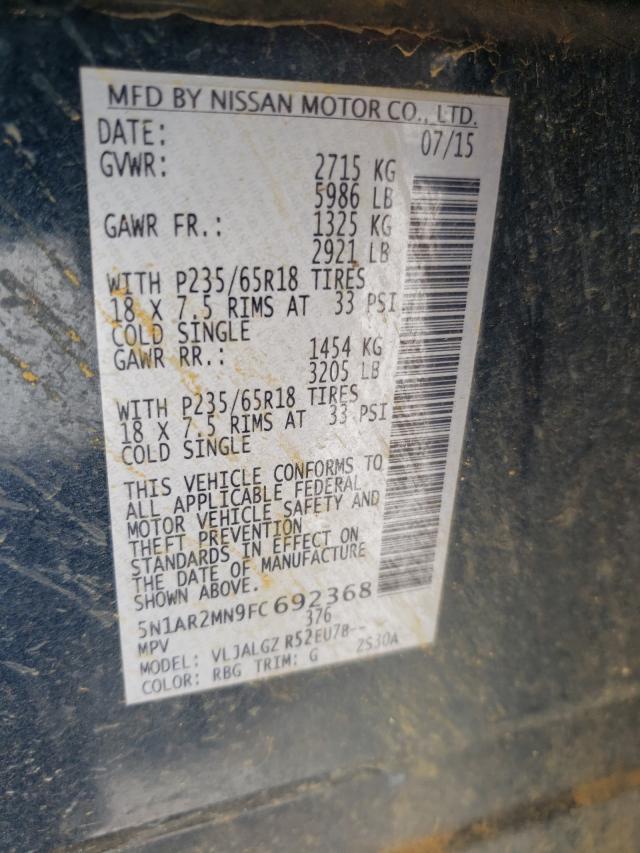 MFD BY NISSAN MOTOR CO., LTD.
DATE: 07/15
GVWR: 2715 KG
5986 LB
GAWR FR.: 1325 KG
2921 LB
WITH P235/65R18 TIRES
18 X 7.5 RIMS AT 33 PSI
COLD SINGLE
GAWR RR.: 1454 KG
3205 LB
WITH P235/65R18 TIRES
18 X 7.5 RIMS AT 33 PSI
COLD SINGLE
THIS VEHICLE CONFORMS TO
ALL APPLICABLE FEDERAL
MOTOR VEHICLE SAFETY AND
THEFT PREVENTION
STANDARDS IN EFFECT ON
THE DATE OF MANUFACTURE
SHOWN ABOVE.
5N1AR2MN9FC692368
MPV 376
MODEL: VLJALGZ R52EU78--
COLOR: RBG TRIM: G 2S30A